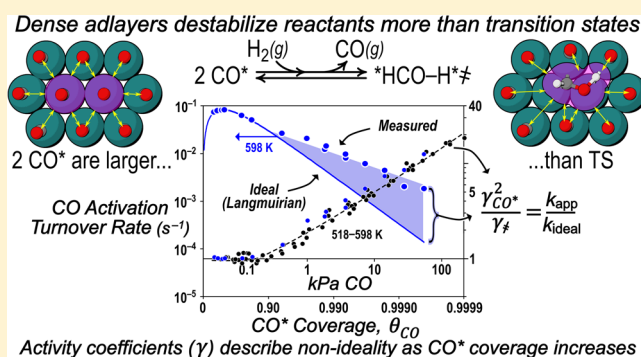 Dense adlayers destabilize reactants more than transition states
H₂(g) CO(g)
2 CO* *HCO–H*‡
2 CO* are larger...
...than TS
CO Activation
Turnover Rate (s⁻¹)
10⁻¹
10⁻²
10⁻³
10⁻⁴
10⁻⁵
598 K
Measured
Ideal
(Langmuirian)
518–598 K
40
5
1
γ²CO* / γ‡ = kapp / kideal
0.1 1 10 100
kPa CO
0 0.90 0.990 0.9990 0.9999
CO* Coverage, θCO
Activity coefficients (γ) describe non-ideality as CO* coverage increases